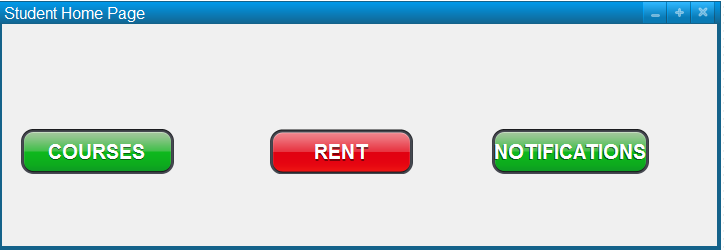 Student Home Page
COURSES
RENT
NOTIFICATIONS